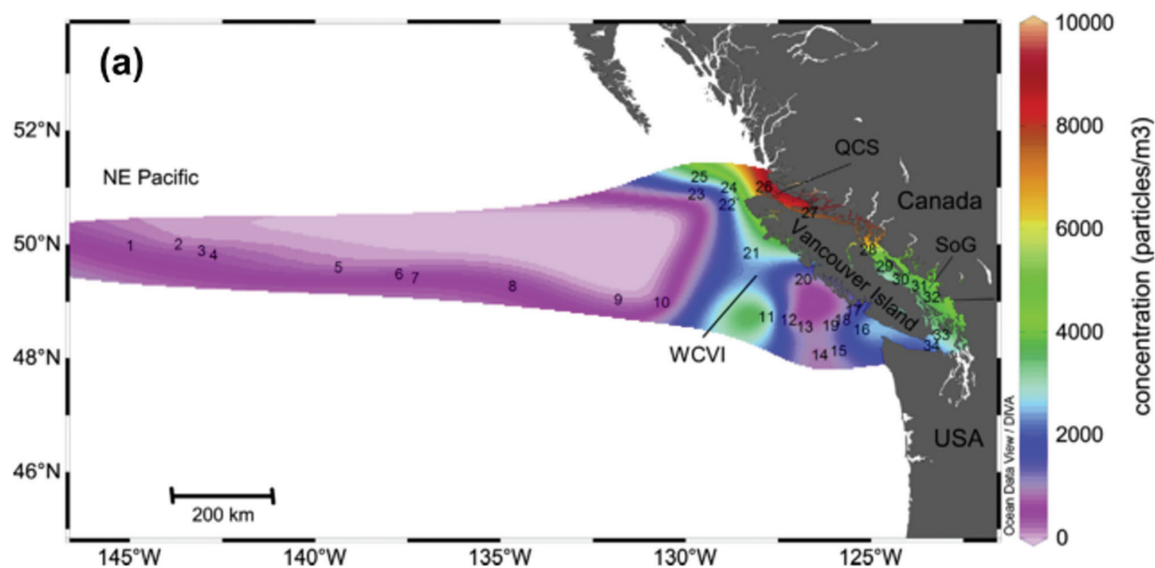 (a)
10000
8000
6000
4000
2000
0
concentration (particles/m3)
52°N
50°N
48°N
46°N
145°W
140°W
135°W
130°W
125°W
NE Pacific
QCS
Canada
SoG
Vancouver Island
WCVI
USA
200 km
Ocean Data View / DIVA
1
2
3
4
5
6
7
8
9
10
11
12
13
14
15
16
17
18
19
20
21
22
23
24
25
26
27
28
29
30
31
32
33
34